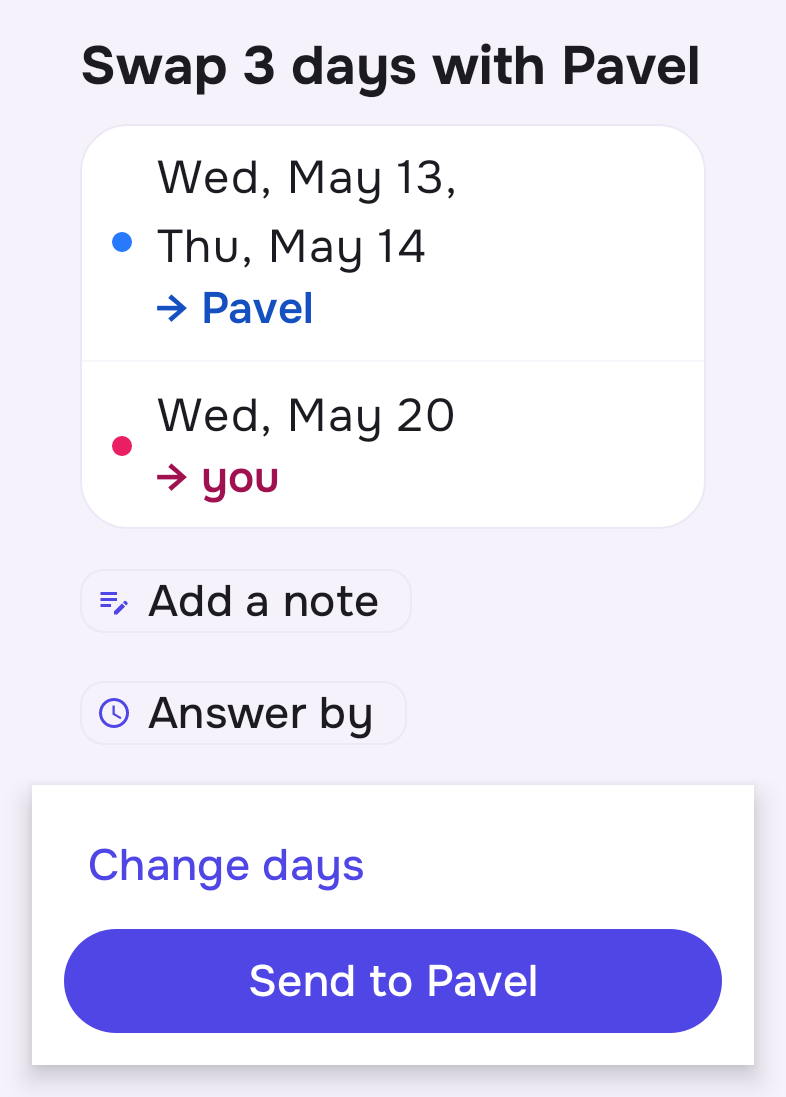 Swap 3 days with Pavel
Wed, May 13,
Thu, May 14
→ Pavel
Wed, May 20
→ you
Add a note
Answer by
Change days
Send to Pavel